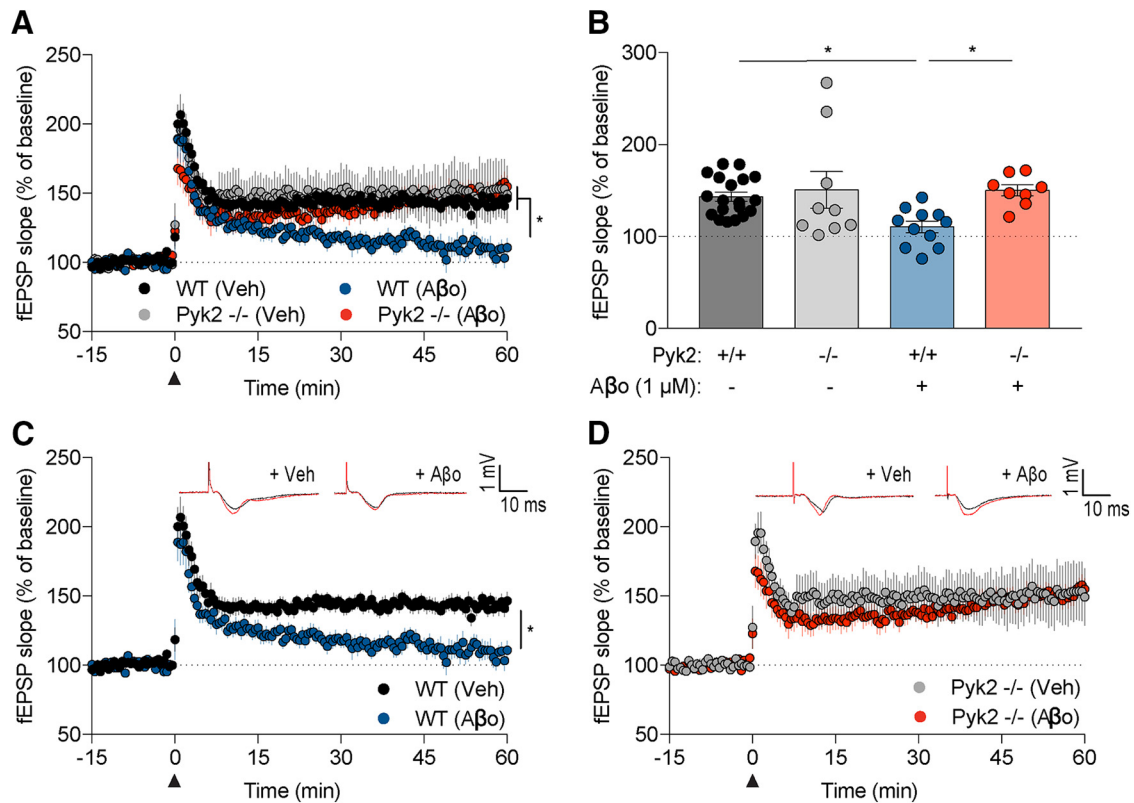 A
fEPSP slope (% of baseline)
250
200
150
100
50
*
WT (Veh)
WT (Aβo)
Pyk2 -/- (Veh)
Pyk2 -/- (Aβo)
-15 0 15 30 45 60
Time (min)
B
fEPSP slope (% of baseline)
300
200
100
0
* *
Pyk2: +/+ -/- +/+ -/-
Aβo (1 µM): - - + +
C
fEPSP slope (% of baseline)
250
200
150
100
50
+ Veh
+ Aβo
1 mV
10 ms
*
WT (Veh)
WT (Aβo)
-15 0 15 30 45 60
Time (min)
D
fEPSP slope (% of baseline)
250
200
150
100
50
+ Veh
+ Aβo
1 mV
10 ms
Pyk2 -/- (Veh)
Pyk2 -/- (Aβo)
-15 0 15 30 45 60
Time (min)